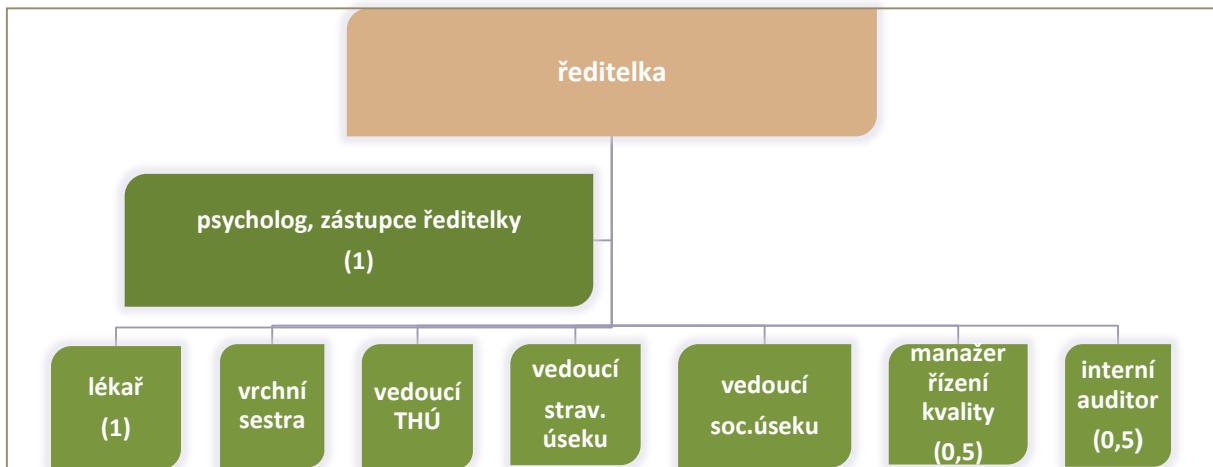 ředitelka
psycholog, zástupce ředitelky
(1)
lékař
(1)
vrchní
sestra
vedoucí
THÚ
vedoucí
strav.
úseku
vedoucí
soc.úseku
manažer
řízení
kvality
(0,5)
interní
auditor
(0,5)